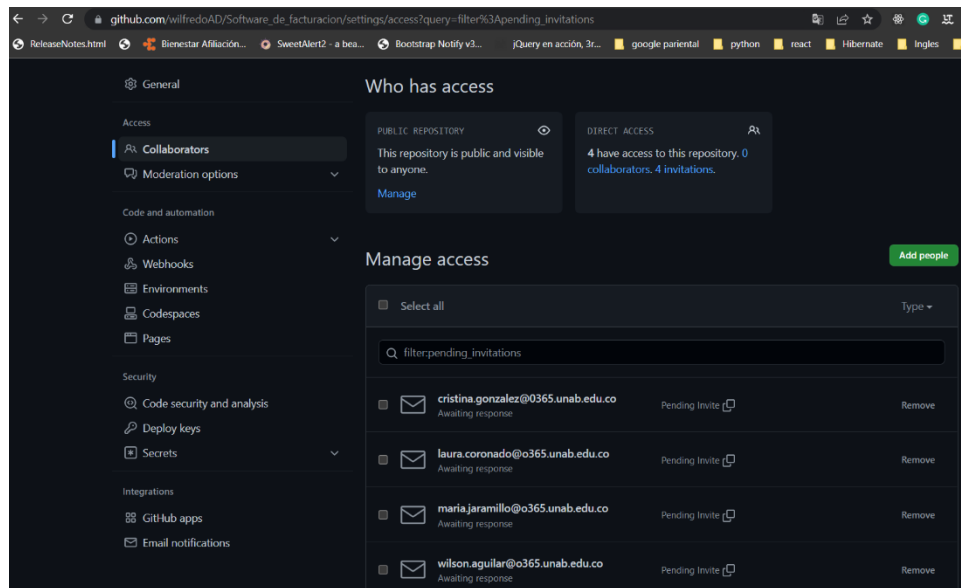 github.com/wilfredoAD/Software_de_facturacion/settings/access?query=filter%3Apending_invitations
ReleaseNotes.html
Bienestar Afiliación...
SweetAlert2 - a bea...
Bootstrap Notify v3...
jQuery en acción, 3r...
google pariental
python
react
Hibernate
Ingles
General
Access
Collaborators
Moderation options
Code and automation
Actions
Webhooks
Environments
Codespaces
Pages
Security
Code security and analysis
Deploy keys
Secrets
Integrations
GitHub apps
Email notifications
Who has access
PUBLIC REPOSITORY
This repository is public and visible
to anyone.
Manage
DIRECT ACCESS
4 have access to this repository. 0
collaborators. 4 invitations.
Manage access
Add people
Select all
Type
filter:pending_invitations
cristina.gonzalez@0365.unab.edu.co
Awaiting response
Pending Invite
Remove
laura.coronado@o365.unab.edu.co
Awaiting response
Pending Invite
Remove
maria.jaramillo@o365.unab.edu.co
Awaiting response
Pending Invite
Remove
wilson.aguilar@o365.unab.edu.co
Awaiting response
Pending Invite
Remove